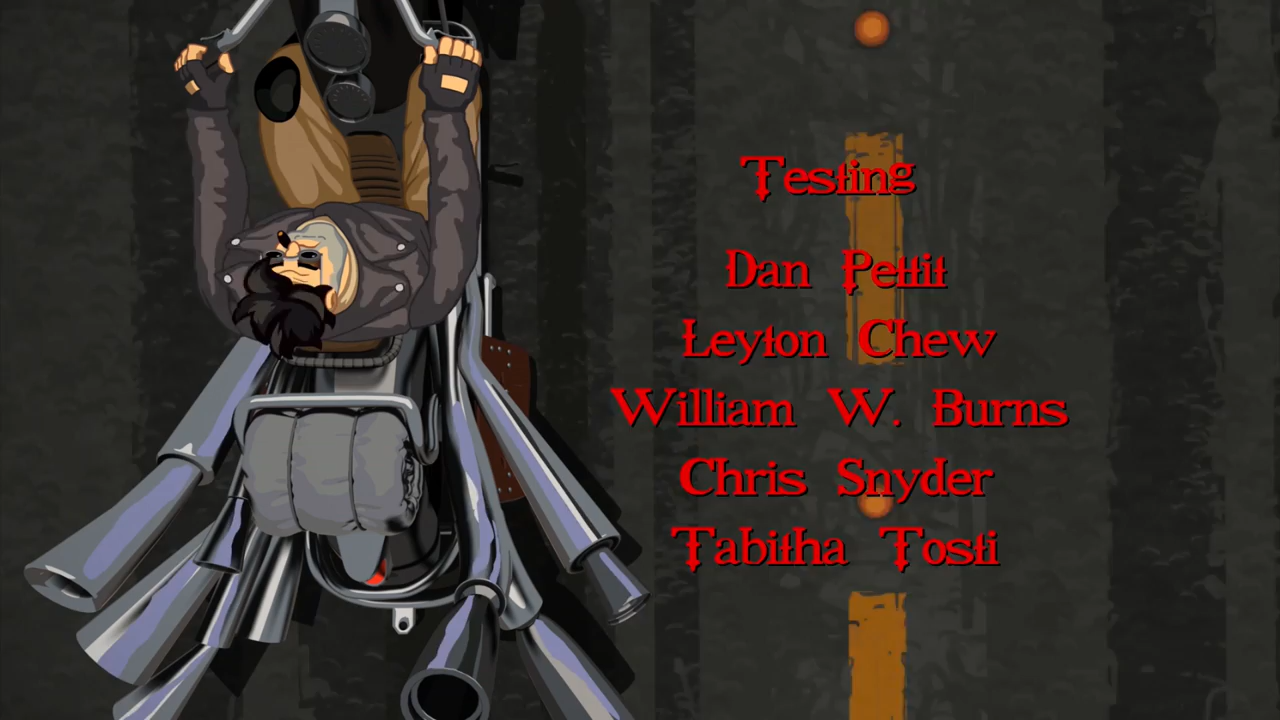 Testing
Dan Pettit
Leyton Chew
William W. Burns
Chris Snyder
Tabitha Tosti